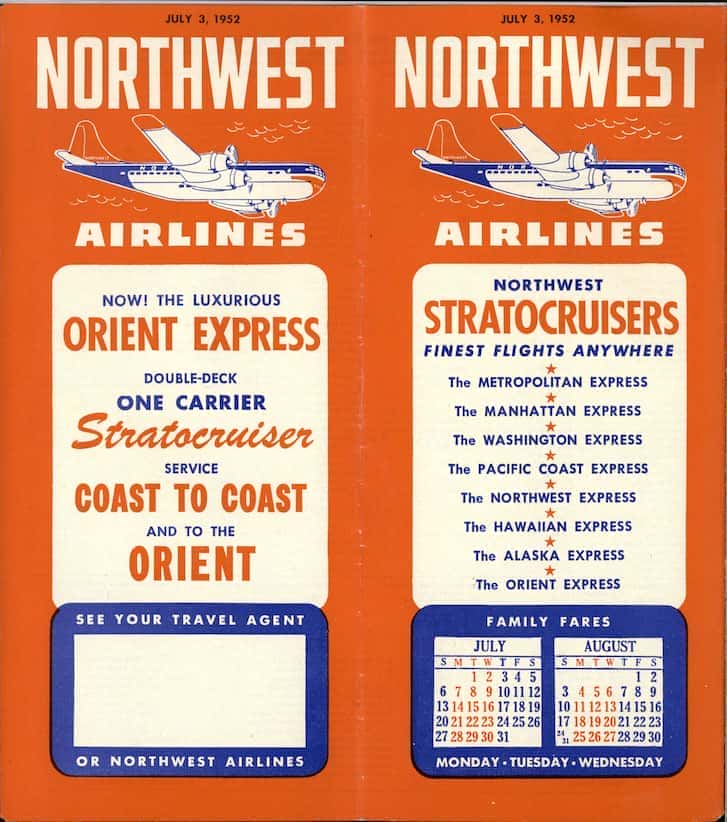 JULY 3, 1952
NORTHWEST
NORTHWEST
NOR
AIRLINES
NOW! THE LUXURIOUS
ORIENT EXPRESS
DOUBLE-DECK
ONE CARRIER
Stratocruiser
SERVICE
COAST TO COAST
AND TO THE
ORIENT
SEE YOUR TRAVEL AGENT
OR NORTHWEST AIRLINES
JULY 3, 1952
NORTHWEST
NORTHWEST
NOR
AIRLINES
NORTHWEST
STRATOCRUISERS
FINEST FLIGHTS ANYWHERE
The METROPOLITAN EXPRESS
The MANHATTAN EXPRESS
The WASHINGTON EXPRESS
The PACIFIC COAST EXPRESS
The NORTHWEST EXPRESS
The HAWAIIAN EXPRESS
The ALASKA EXPRESS
The ORIENT EXPRESS
FAMILY FARES
JULY
S M T W T F S
1 2 3 4 5
6 7 8 9 10 11 12
13 14 15 16 17 18 19
20 21 22 23 24 25 26
27 28 29 30 31
AUGUST
S M T W T F S
1 2
3 4 5 6 7 8 9
10 11 12 13 14 15 16
17 18 19 20 21 22 23
24/31 25 26 27 28 29 30
MONDAY • TUESDAY • WEDNESDAY